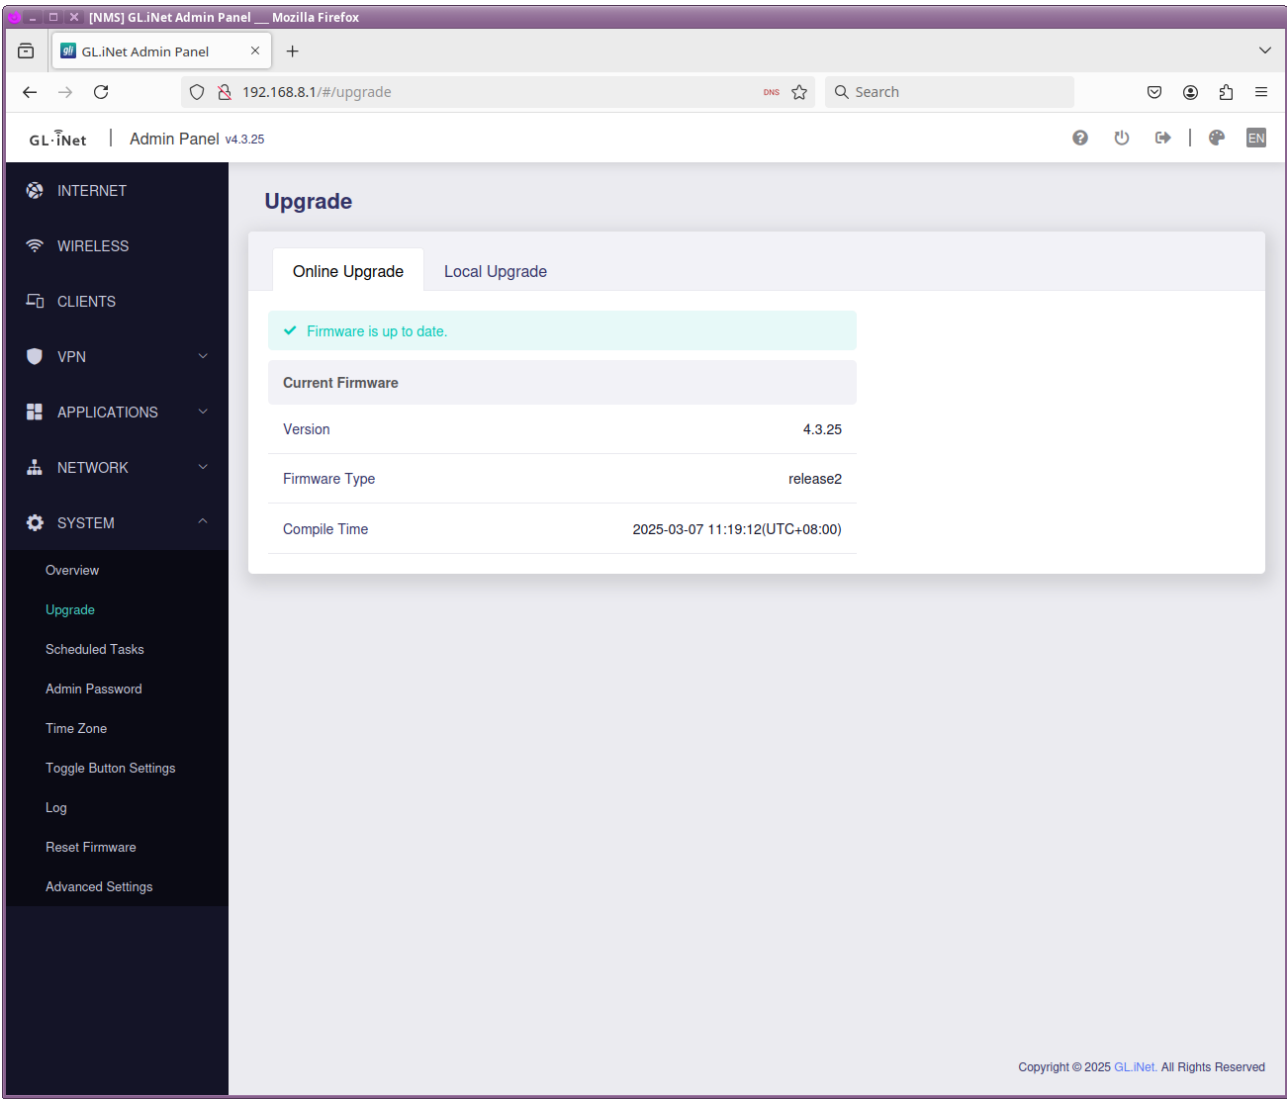 [NMS] GL.iNet Admin Panel __ Mozilla Firefox
gli GL.iNet Admin Panel
192.168.8.1/#/upgrade DNS Search
GL·iNet | Admin Panel v4.3.25 EN
INTERNET
WIRELESS
CLIENTS
VPN
APPLICATIONS
NETWORK
SYSTEM
Overview
Upgrade
Scheduled Tasks
Admin Password
Time Zone
Toggle Button Settings
Log
Reset Firmware
Advanced Settings
Upgrade
Online Upgrade Local Upgrade
Firmware is up to date.
Current Firmware
Version 4.3.25
Firmware Type release2
Compile Time 2025-03-07 11:19:12(UTC+08:00)
Copyright © 2025 GL.iNet. All Rights Reserved